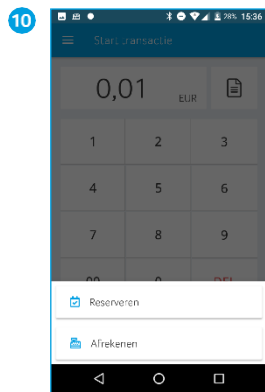 10
28% 15:36
Start transactie
0,01 EUR
1 2 3
4 5 6
7 8 9
00 0 DEL
Reserveren
Afrekenen